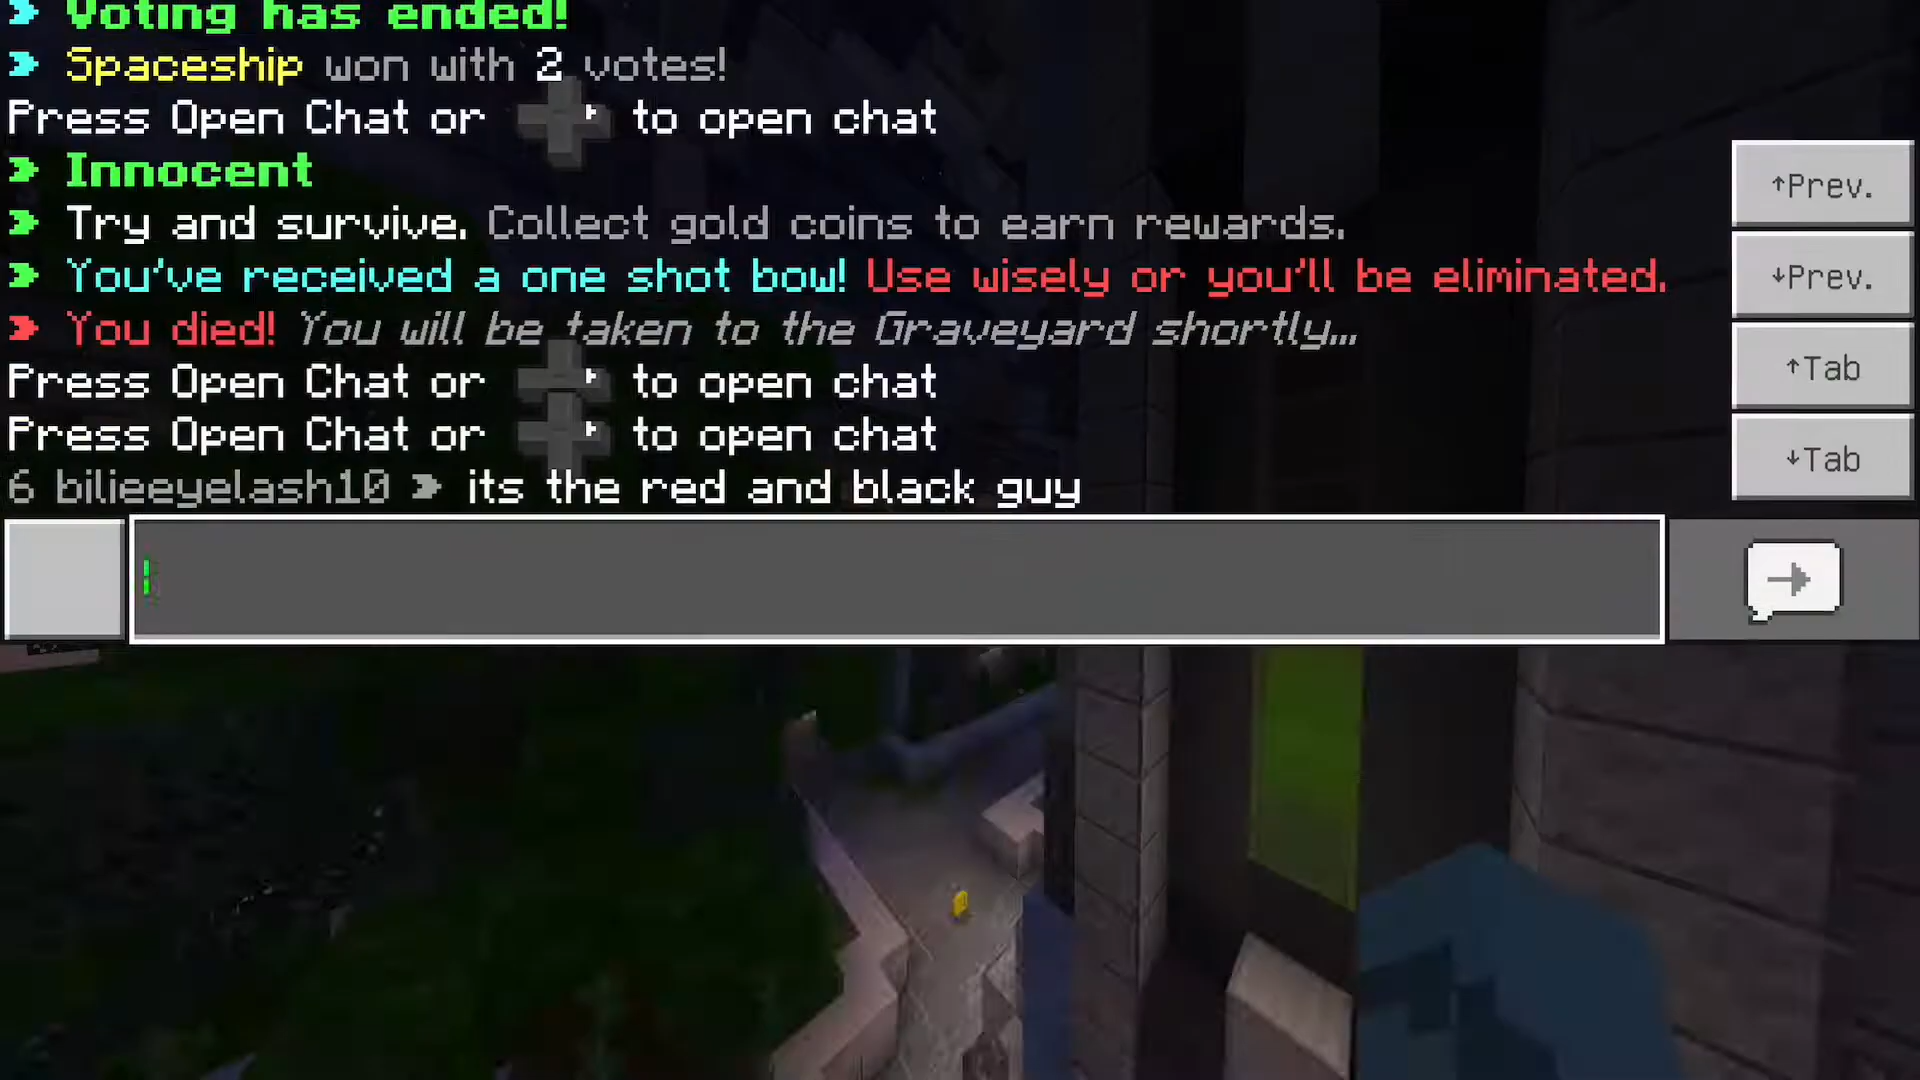 Voting has ended!
Spaceship won with 2 votes!
Press Open Chat or to open chat
Innocent
Try and survive. Collect gold coins to earn rewards.
You've received a one shot bow! Use wisely or you'll be eliminated.
You died! You will be taken to the Graveyard shortly...
Press Open Chat or to open chat
Press Open Chat or to open chat
6 bilieeyelash10 its the red and black guy
↑Prev.
↓Prev.
↑Tab
↓Tab